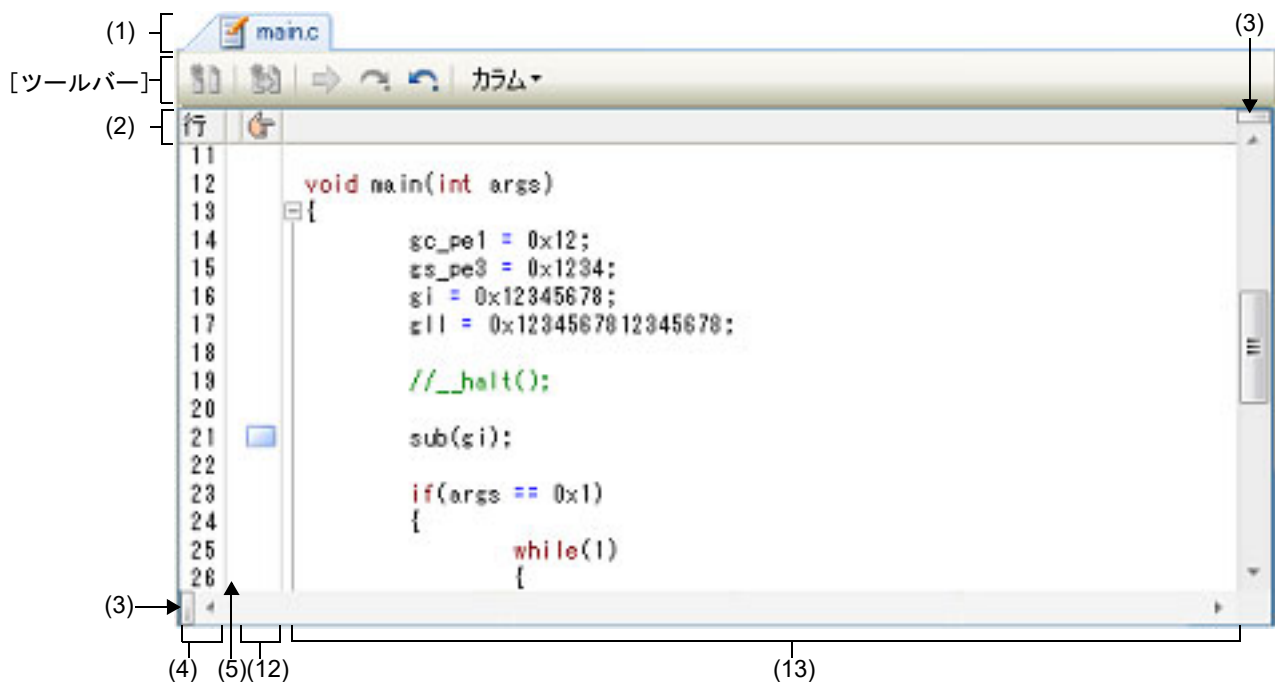 (1)
main.c
(3)
[ツールバー]
カラム
(2)
行
11
12 void main(int args)
13 {
14 gc_pe1 = 0x12;
15 gs_pe3 = 0x1234;
16 gi = 0x12345678;
17 gll = 0x1234567812345678;
18
19 //__halt();
20
21 sub(gi);
22
23 if(args == 0x1)
24 {
25 while(1)
26 {
(3)
(4) (5)(12) (13)